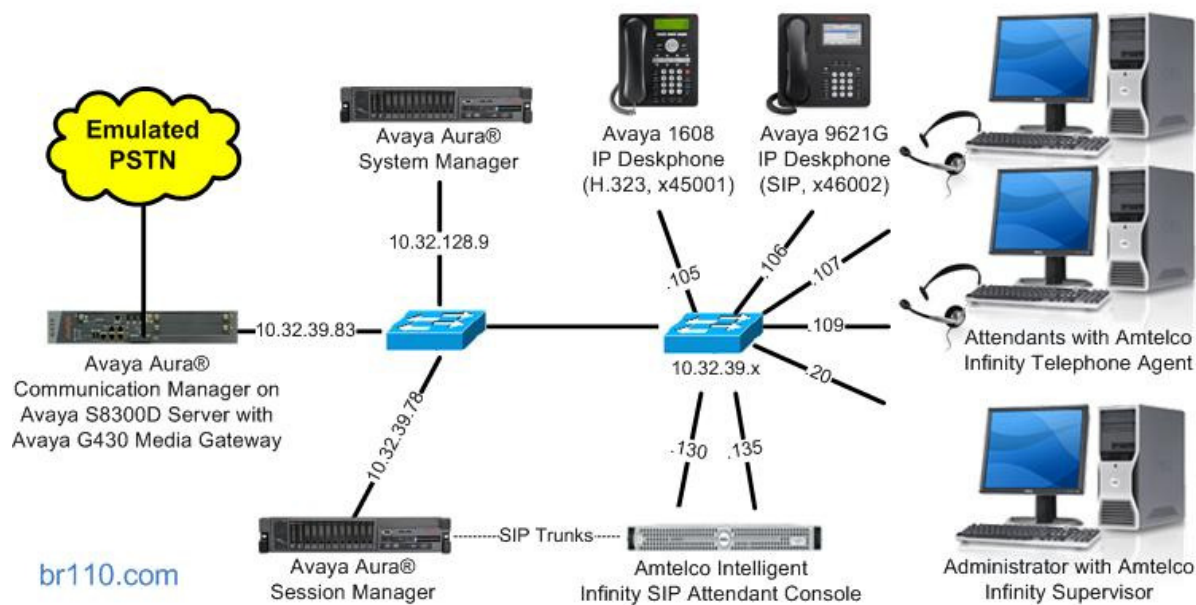 Emulated
PSTN
Avaya Aura®
System Manager
Avaya 1608
IP Deskphone
(H.323, x45001)
Avaya 9621G
IP Deskphone
(SIP, x46002)
10.32.128.9
.105
.106
.107
10.32.39.83
.109
Avaya Aura®
Communication Manager on
Avaya S8300D Server with
Avaya G430 Media Gateway
10.32.39.x
.20
Attendants with Amtelco
Infinity Telephone Agent
10.32.39.78
.130
.135
SIP Trunks
br110.com
Avaya Aura®
Session Manager
Amtelco Intelligent
Infinity SIP Attendant Console
Administrator with Amtelco
Infinity Supervisor